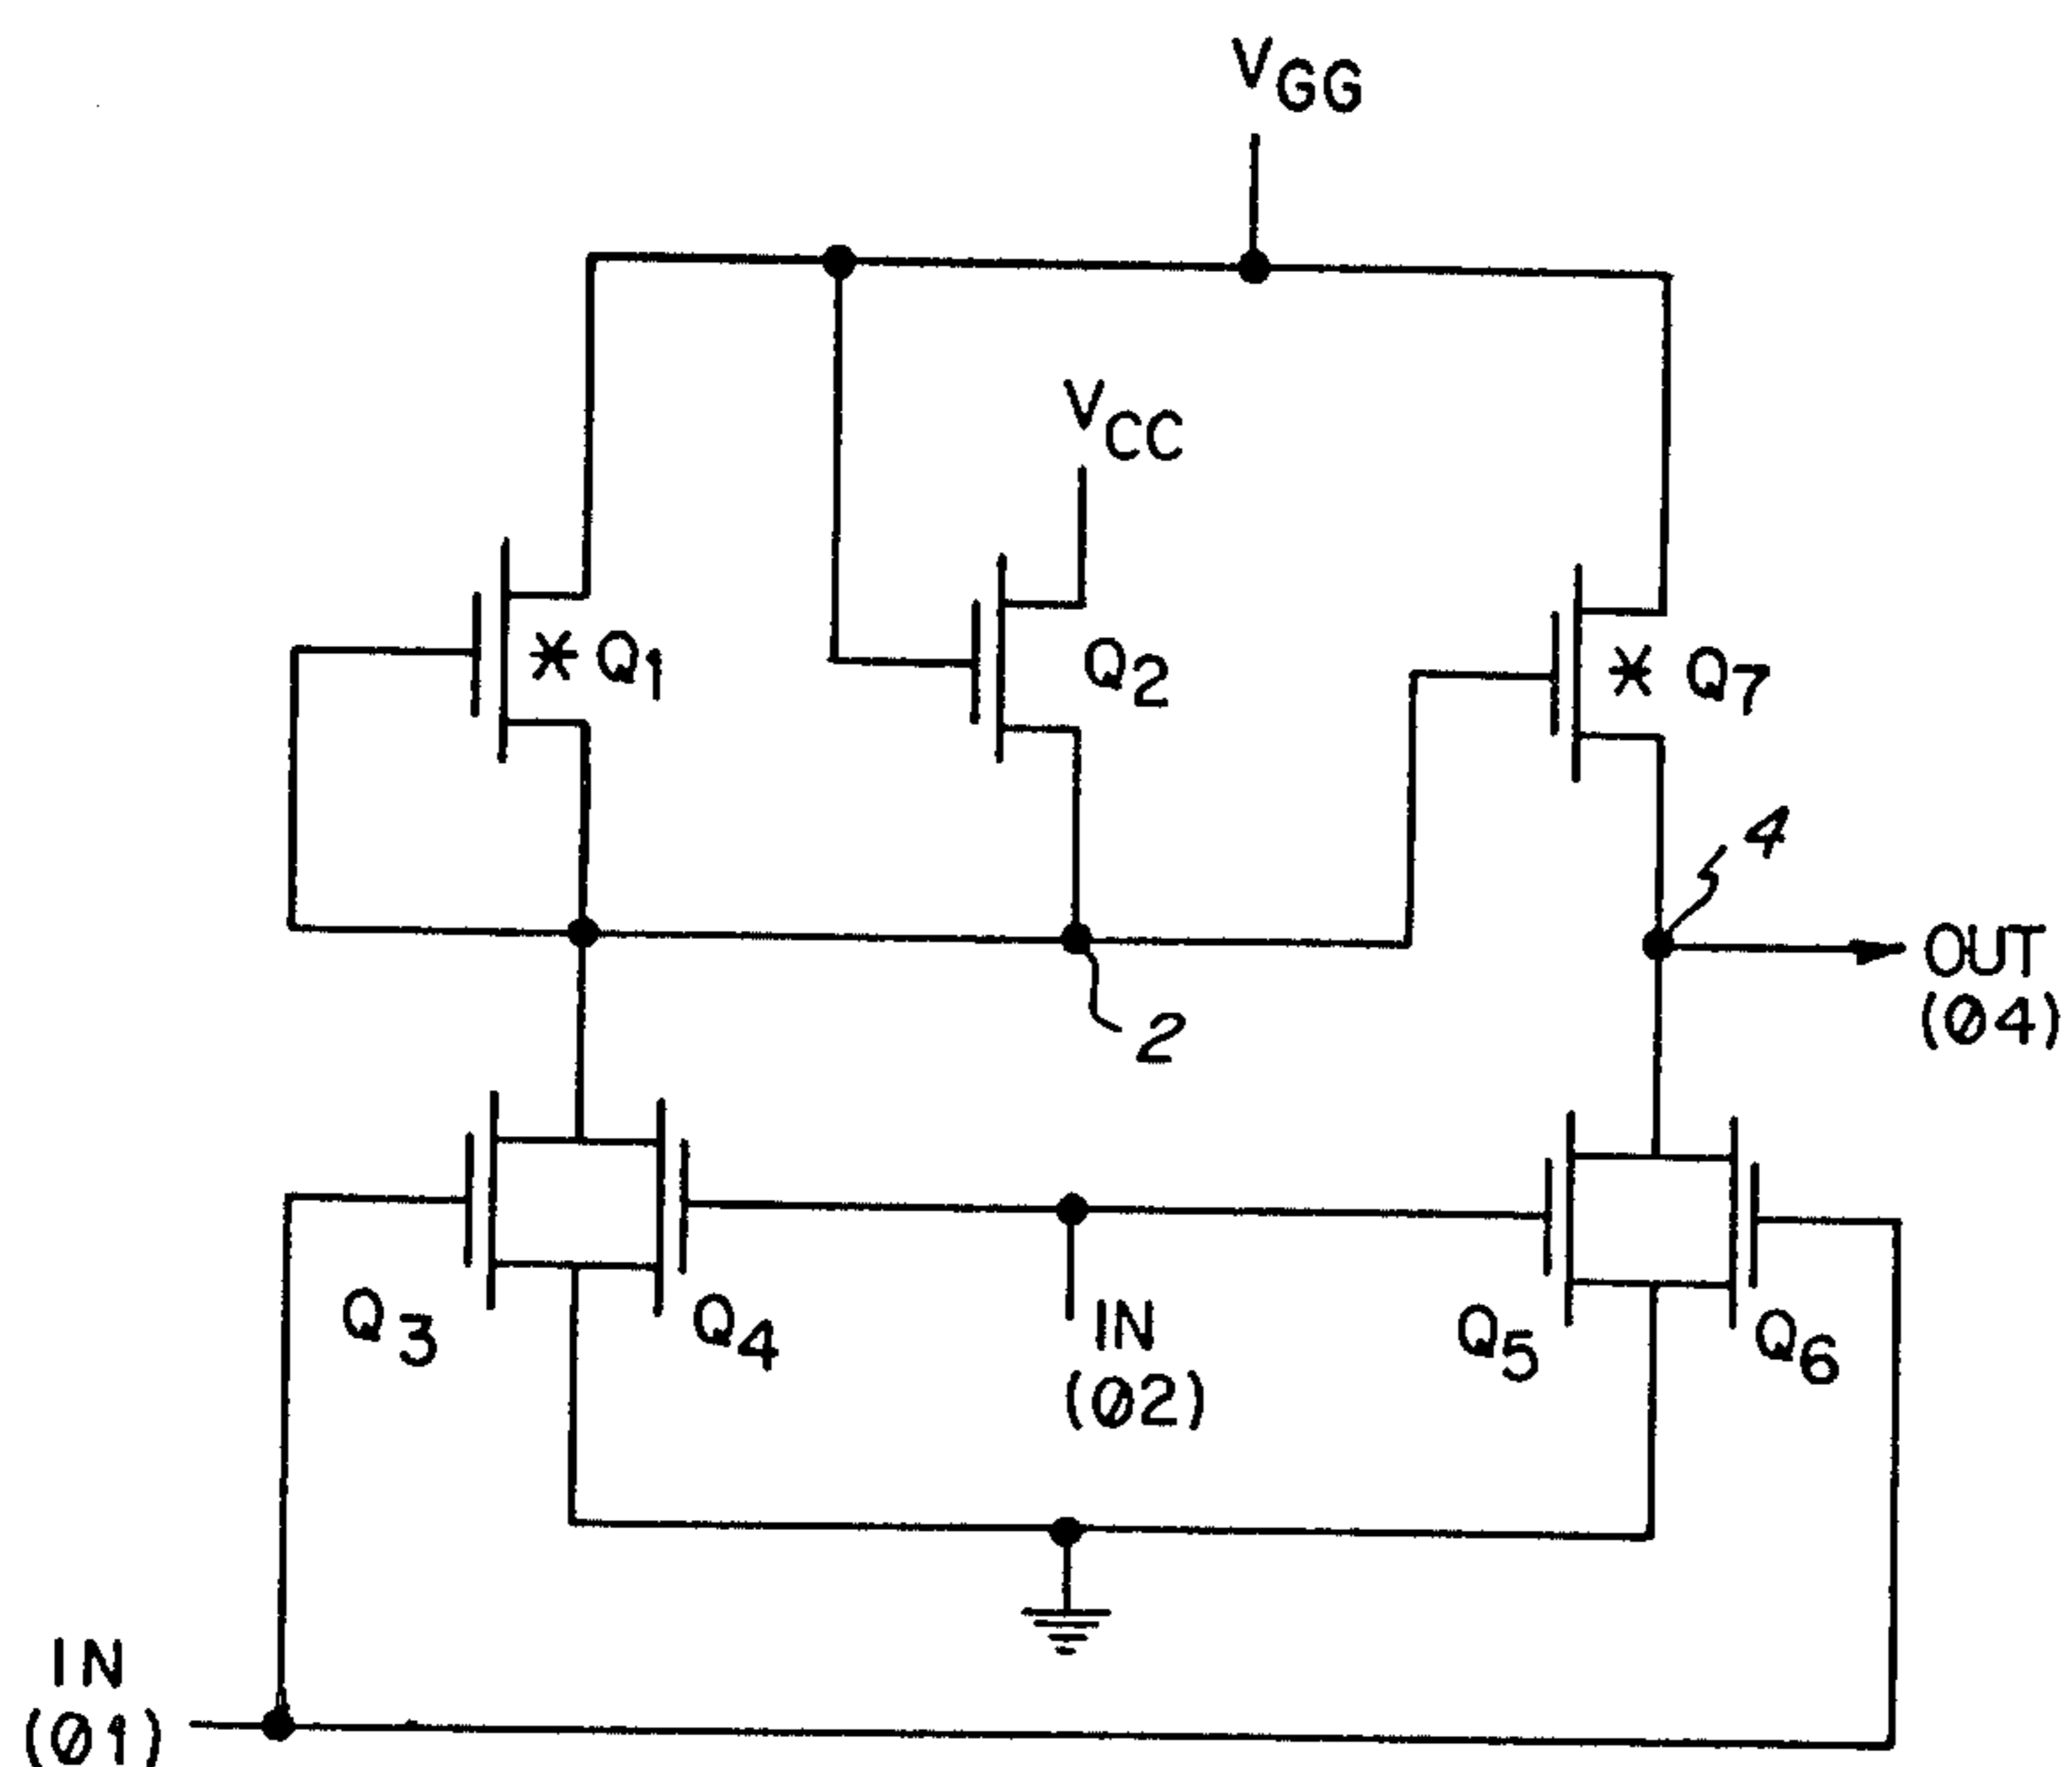 VGG
VCC
* Q1
Q2
* Q7
4
OUT
(Ø4)
2
Q3
Q4
IN
(Ø2)
Q5
Q6
IN
(Ø1)